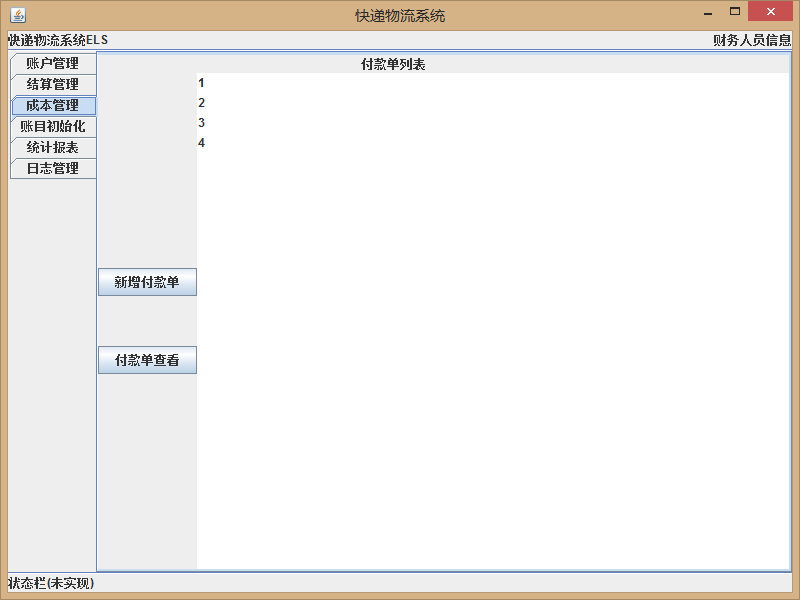 快递物流系统
快递物流系统ELS 财务人员信息
账户管理
结算管理
成本管理
账目初始化
统计报表
日志管理
付款单列表
1
2
3
4
新增付款单
付款单查看
状态栏(未实现)